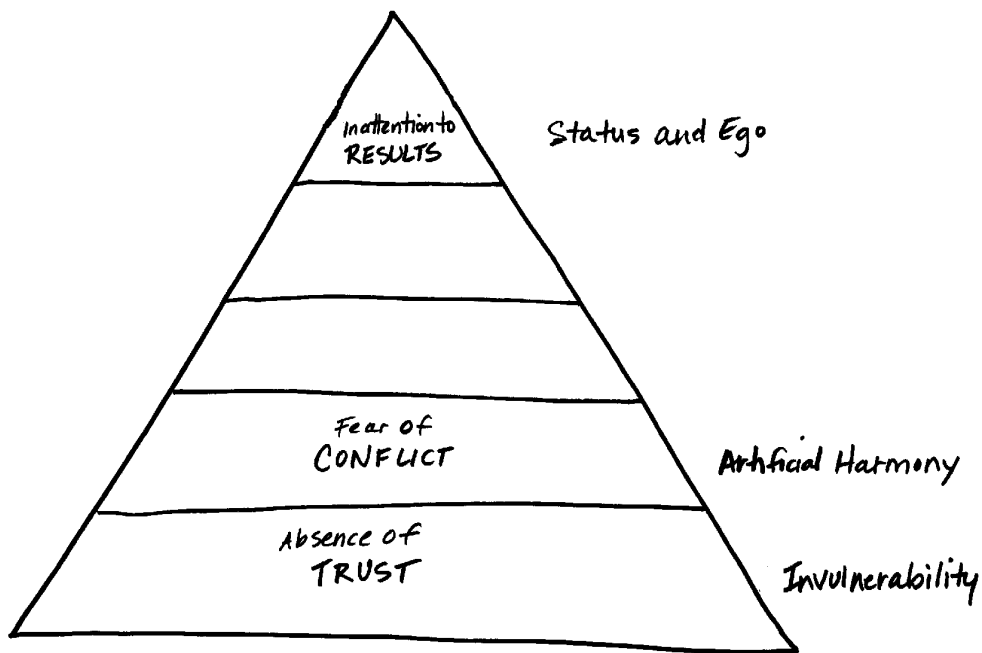 Inattention to
RESULTS
Status and Ego
Fear of
CONFLICT
Artificial Harmony
Absence of
TRUST
Invulnerability